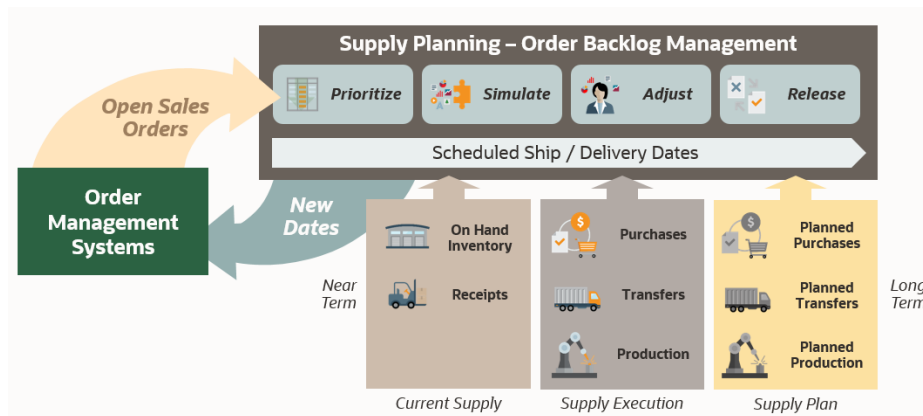 Supply Planning – Order Backlog Management
Prioritize
Simulate
Adjust
Release
Scheduled Ship / Delivery Dates
Open Sales
Orders
Order
Management
Systems
New
Dates
Near
Term
On Hand
Inventory
Receipts
Current Supply
Purchases
Transfers
Production
Supply Execution
Planned
Purchases
Planned
Transfers
Planned
Production
Supply Plan
Long
Term